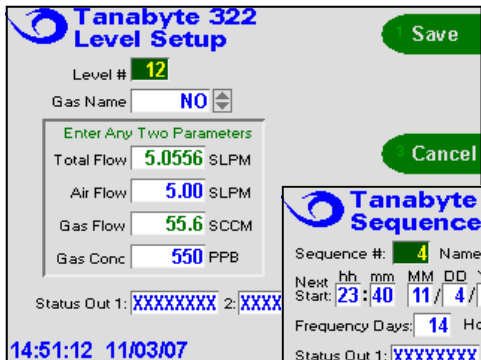 Tanabyte 322
Level Setup
1 Save
Level # 12
Gas Name NO
Enter Any Two Parameters
Total Flow 5.0556 SLPM
3 Cancel
Air Flow 5.00 SLPM
Gas Flow 55.6 SCCM
Gas Conc 550 PPB
Status Out 1: XXXXXXXX 2: XXXX
14:51:12 11/03/07
Tanabyte
Sequence
Sequence #: 4 Name
Next Start: hh mm MM DD
23:40 11/ 4/
Frequency Days: 14 Ho
Status Out 1: XXXXXXXX